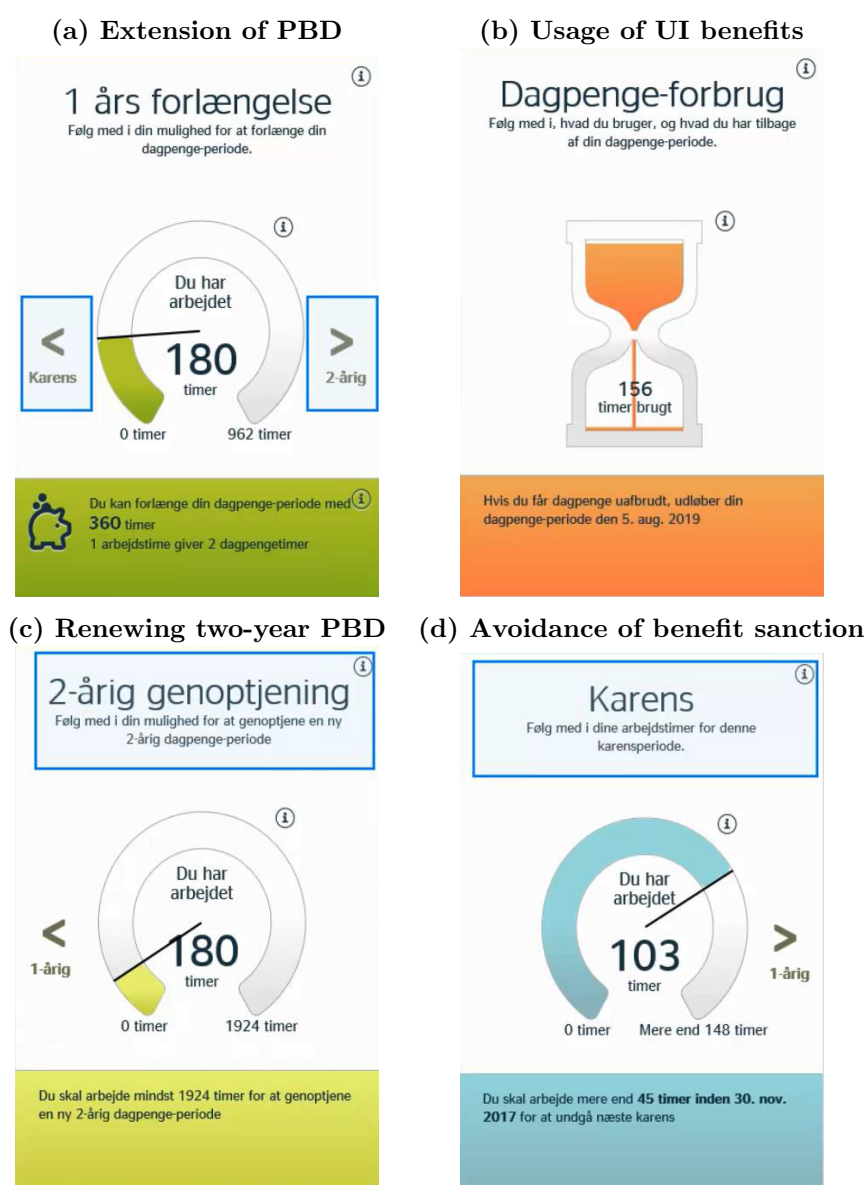 (a) Extension of PBD
1 års forlængelse
Følg med i din mulighed for at forlænge din
dagpenge-periode.
Du har
arbejdet
180
timer
<
Karens
>
2-årig
0 timer
962 timer
Du kan forlænge din dagpenge-periode med
360 timer
1 arbejdstime giver 2 dagpengetimer
(b) Usage of UI benefits
Dagpenge-forbrug
Følg med i, hvad du bruger, og hvad du har tilbage
af din dagpenge-periode.
156
timer brugt
Hvis du får dagpenge uafbrudt, udløber din
dagpenge-periode den 5. aug. 2019
(c) Renewing two-year PBD
2-årig genoptjening
Følg med i din mulighed for at genoptjene en ny
2-årig dagpenge-periode
Du har
arbejdet
180
timer
<
1-årig
0 timer
1924 timer
Du skal arbejde mindst 1924 timer for at genoptjene
en ny 2-årig dagpenge-periode
(d) Avoidance of benefit sanction
Karens
Følg med i dine arbejdstimer for denne
karensperiode.
Du har
arbejdet
103
timer
>
1-årig
0 timer
Mere end 148 timer
Du skal arbejde mere end 45 timer inden 30. nov.
2017 for at undgå næste karens